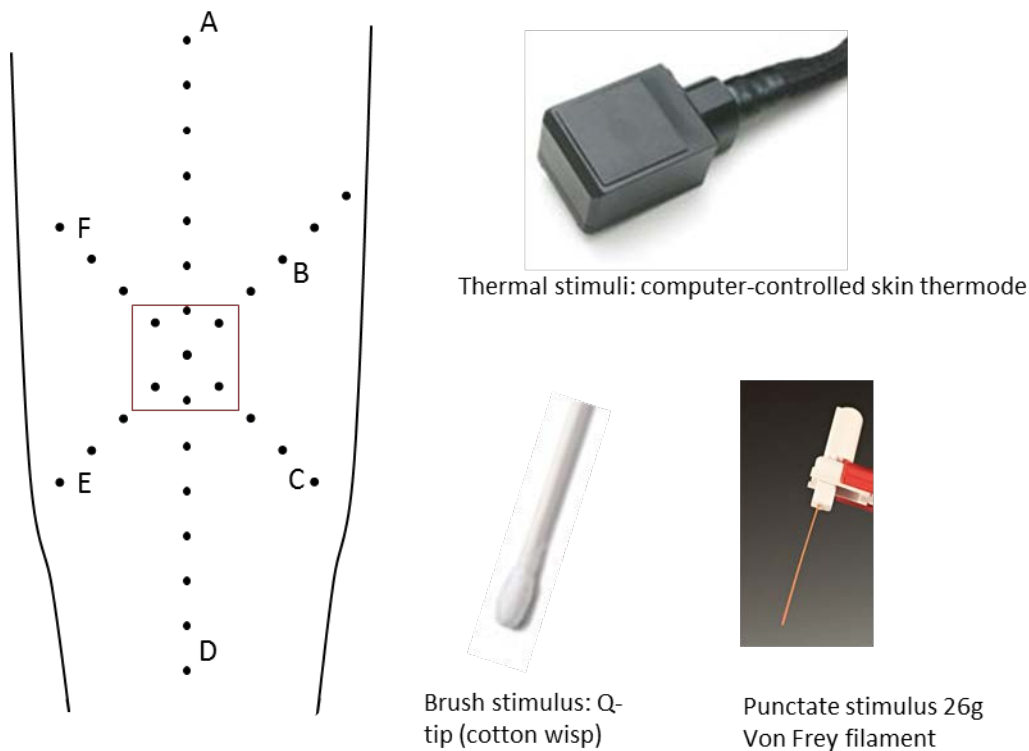 A
F
B
E
C
D
Thermal stimuli: computer-controlled skin thermode
Brush stimulus: Q-
tip (cotton wisp)
Punctate stimulus 26g
Von Frey filament